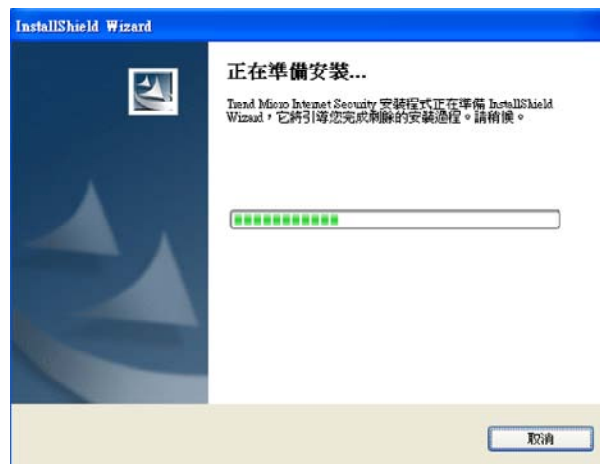 InstallShield Wizard
正在準備安裝...
Trend Micro Internet Security 安裝程式正在準備 InstallShield
Wizard，它將引導您完成剩餘的安裝過程。請稍候。
取消